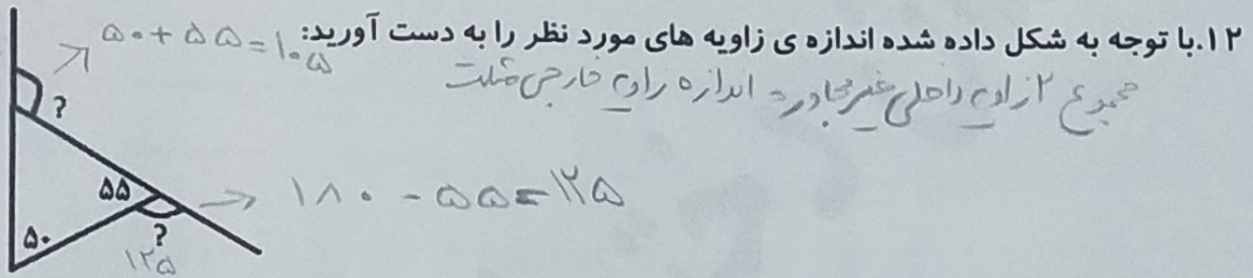 ۱۲.با توجه به شکل داده شده اندازه ی زاویه های مورد نظر را به دست آورید:
۵۰+۵۵=۱۰۵
مجموع ۲ زاویه داخلی غیر مجاور = اندازه زاویه خارجی مثلث
?
۵۵
۱۸۰ - ۵۵=۱۲۵
۵۰
?
۱۲۵